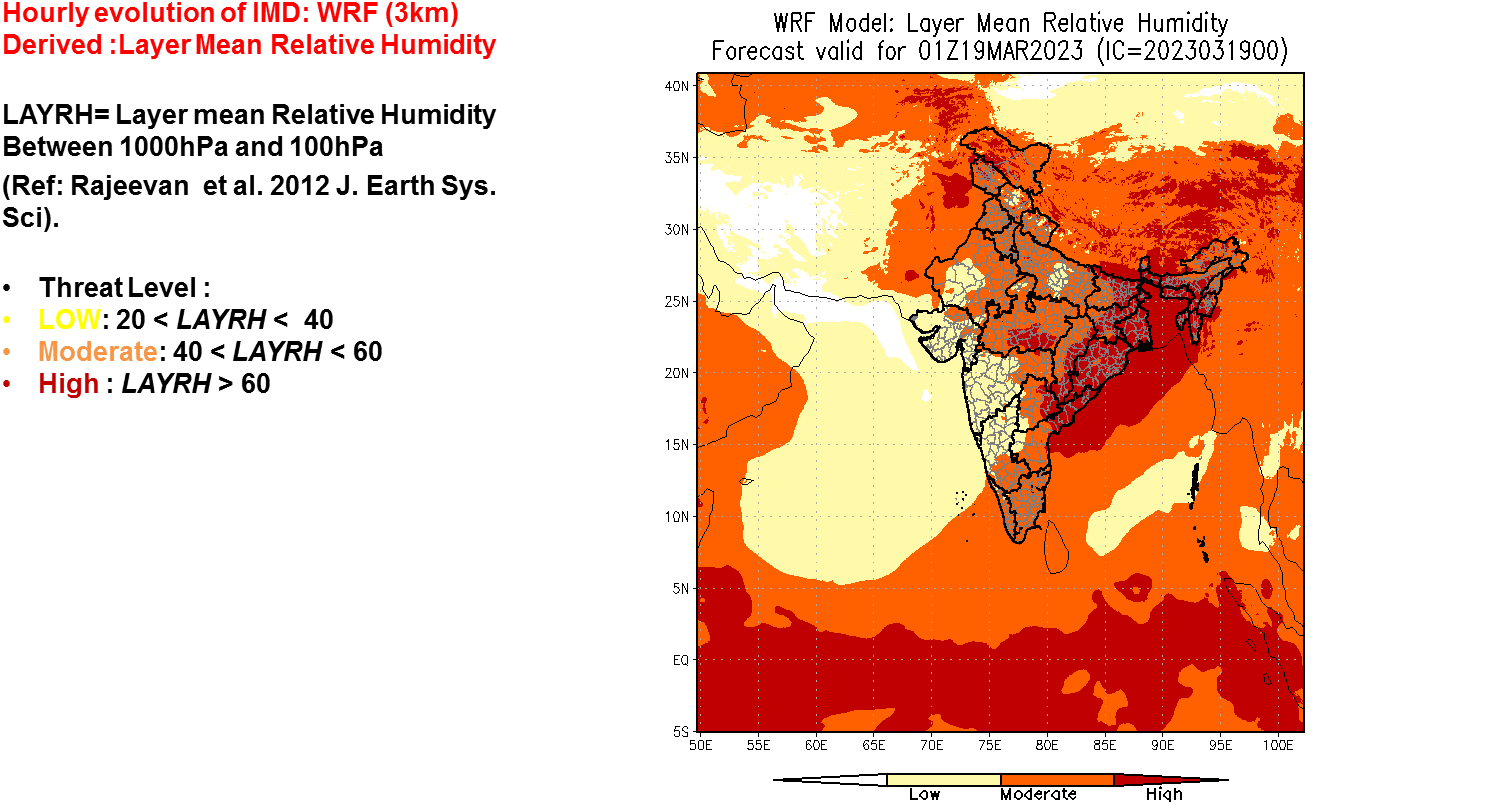 Hourly evolution of IMD: WRF (3km)
Derived :Layer Mean Relative Humidity
LAYRH= Layer mean Relative Humidity
Between 1000hPa and 100hPa
(Ref: Rajeevan et al. 2012 J. Earth Sys.
Sci).
• Threat Level :
• LOW: 20 < LAYRH < 40
• Moderate: 40 < LAYRH < 60
• High : LAYRH > 60
WRF Model: Layer Mean Relative Humidity
Forecast valid for 01Z19MAR2023 (IC=2023031900)
40N
35N
30N
25N
20N
15N
10N
5N
EQ
5S
50E 55E 60E 65E 70E 75E 80E 85E 90E 95E 100E
Low Moderate High